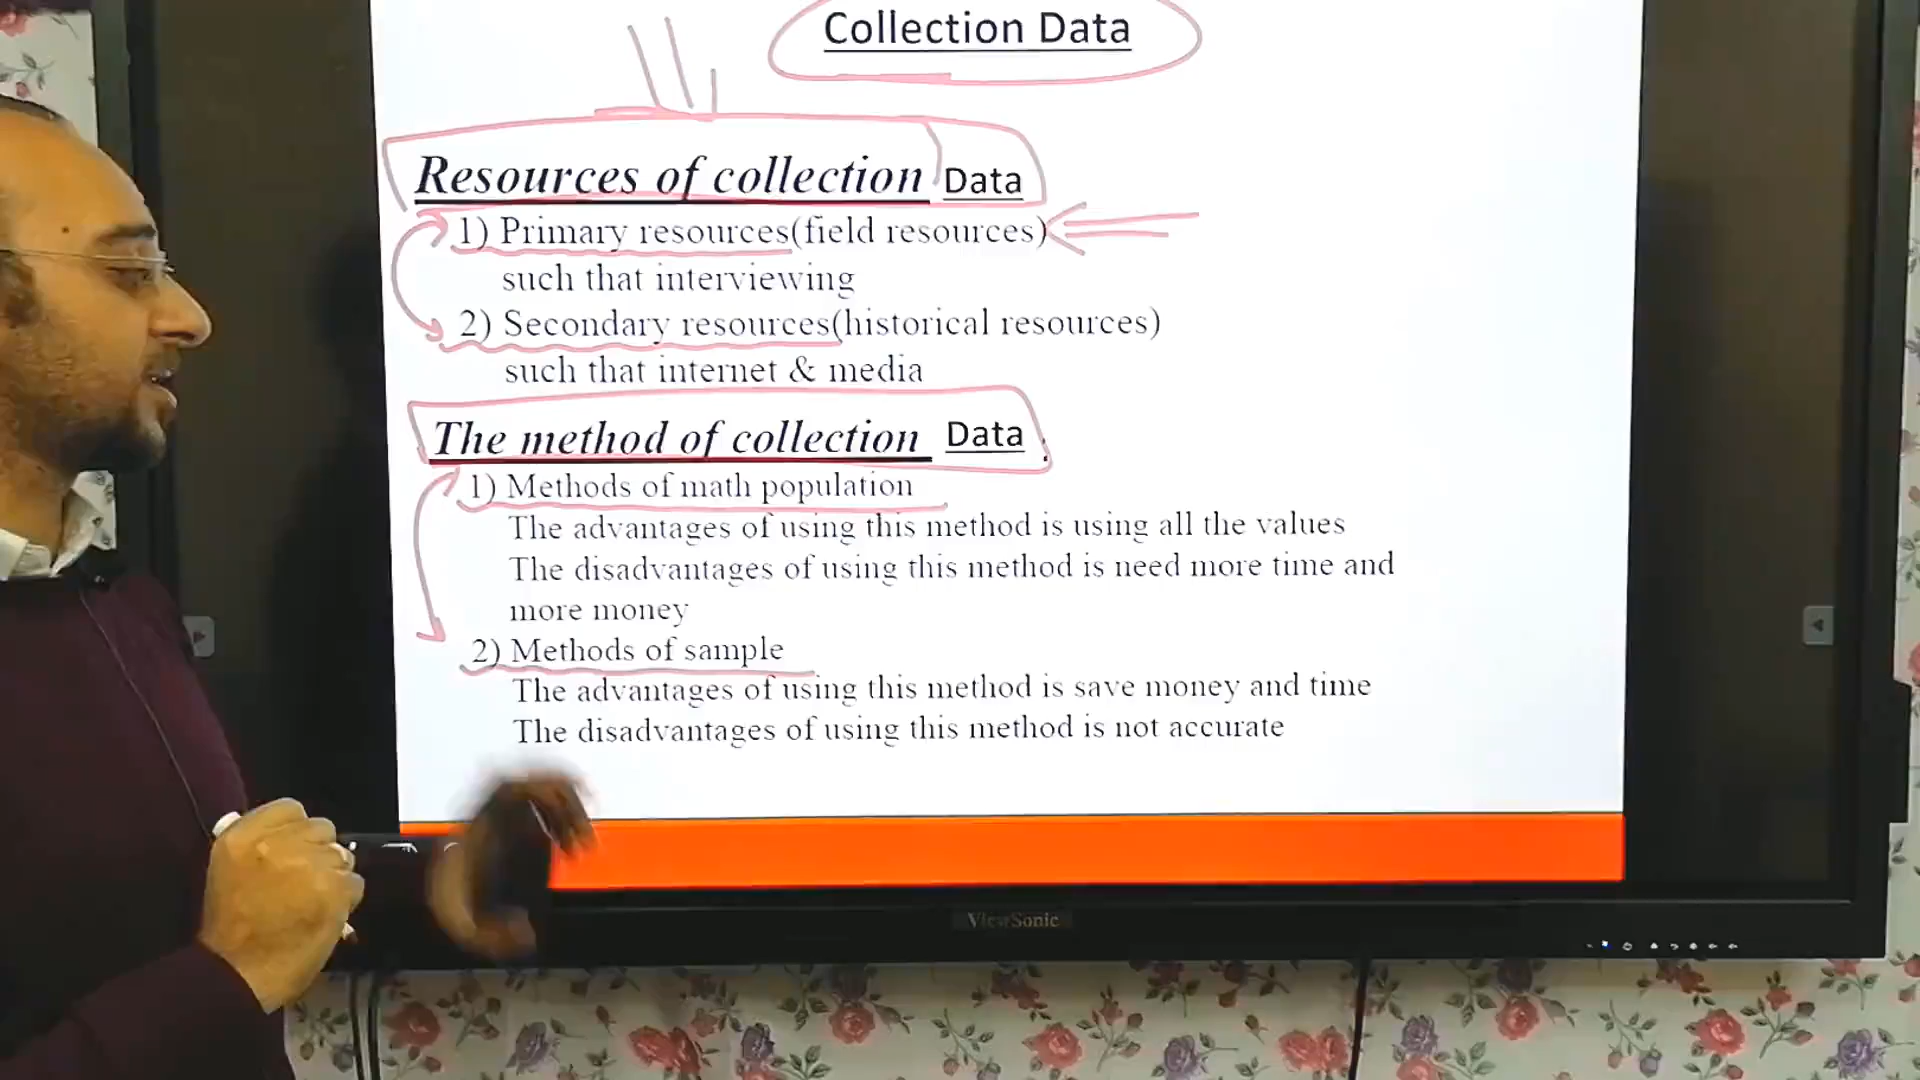 Collection Data
Resources of collection Data
1) Primary resources(field resources)
such that interviewing
2) Secondary resources(historical resources)
such that internet & media
The method of collection Data
1) Methods of math population
The advantages of using this method is using all the values
The disadvantages of using this method is need more time and
more money
2) Methods of sample
The advantages of using this method is save money and time
The disadvantages of using this method is not accurate
ViewSonic